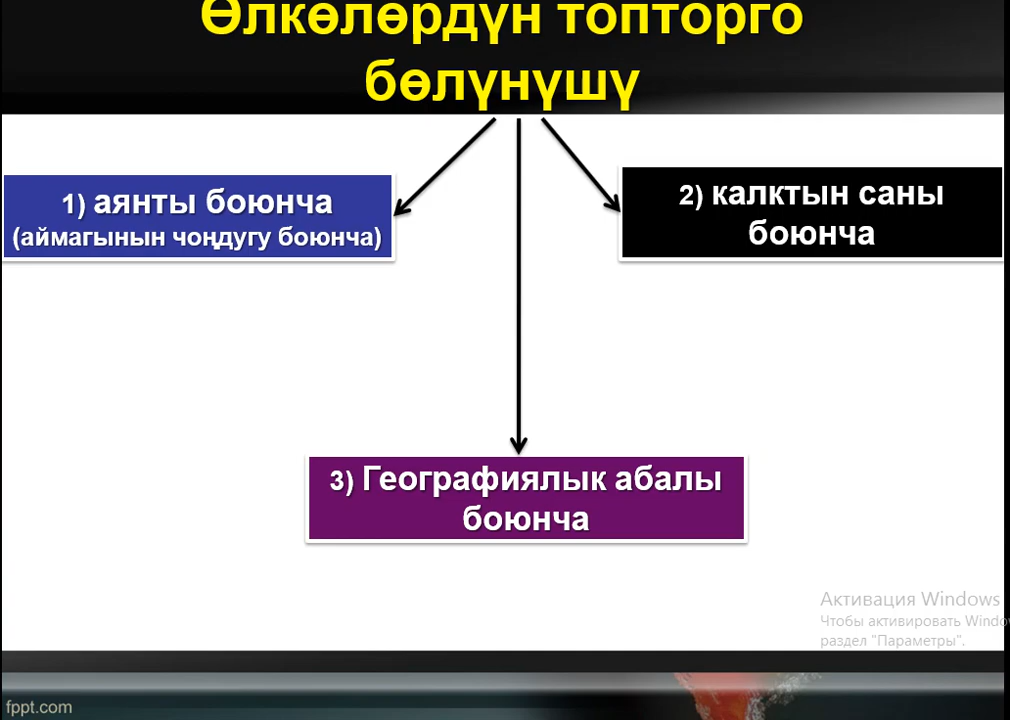 Өлкөлөрдүн топторго
бөлүнүшү
1) аянты боюнча
(аймагынын чоңдугу боюнча)
2) калктын саны
боюнча
3) Географиялык абалы
боюнча
Активация Windows
Чтобы активировать Windo
раздел "Параметры".
fppt.com